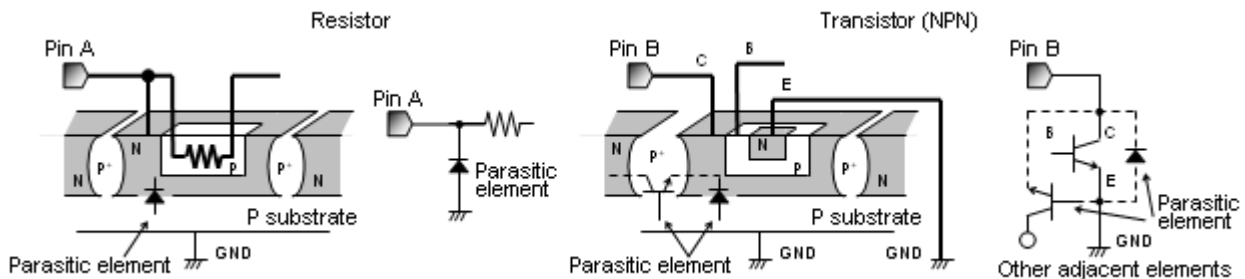 Resistor
Pin A
N
P⁺
N
P
P⁺
N
Parasitic element
P substrate
GND
Pin A
Parasitic
element
Transistor (NPN)
Pin B
C
B
E
N
P⁺
N
P
P⁺
N
Parasitic element
P substrate
GND
Pin B
B
C
E
Parasitic
element
GND
Other adjacent elements